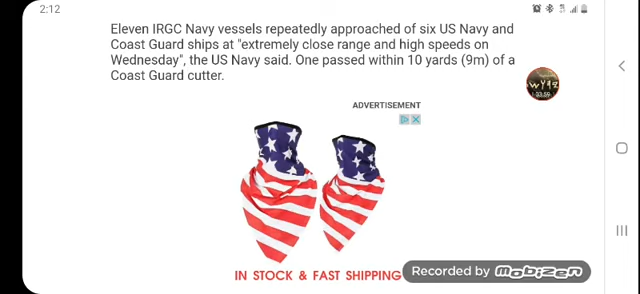 2:12
Eleven IRGC Navy vessels repeatedly approached of six US Navy and
Coast Guard ships at "extremely close range and high speeds on
Wednesday", the US Navy said. One passed within 10 yards (9m) of a
Coast Guard cutter.
03:59
ADVERTISEMENT
IN STOCK & FAST SHIPPING
Recorded by Mobizen